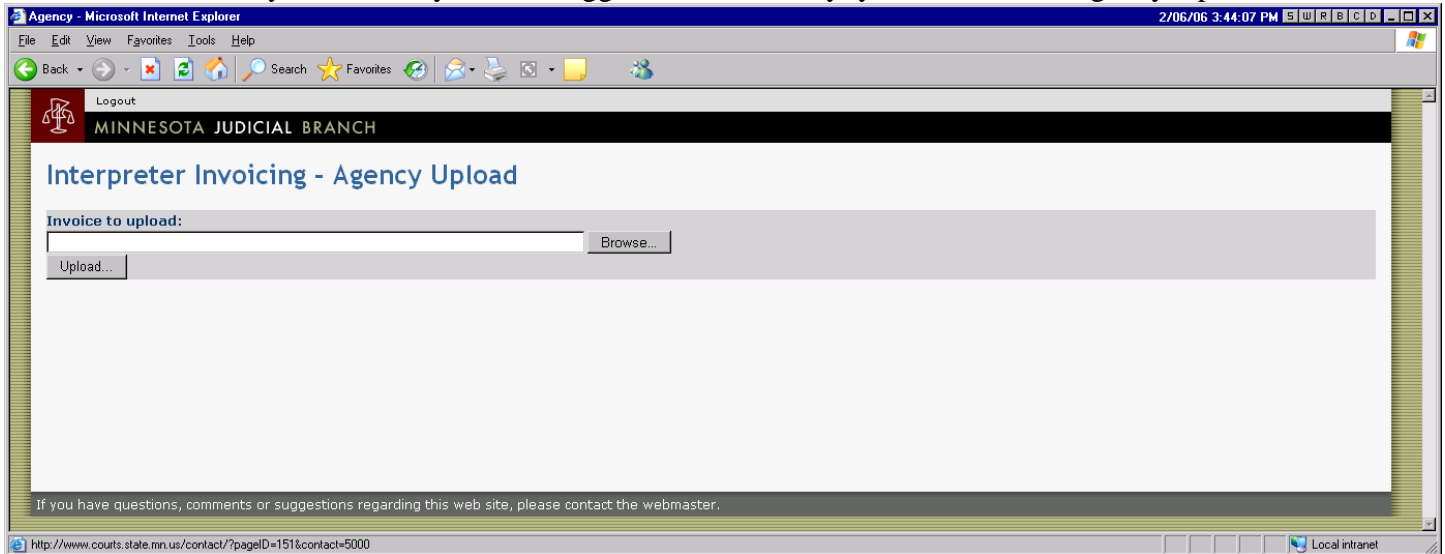 Agency - Microsoft Internet Explorer 2/06/06 3:44:07 PM S W R B C D
File Edit View Favorites Tools Help
Back Search Favorites
Logout
MINNESOTA JUDICIAL BRANCH
Interpreter Invoicing - Agency Upload
Invoice to upload:
Browse...
Upload...
If you have questions, comments or suggestions regarding this web site, please contact the webmaster.
http://www.courts.state.mn.us/contact/?pageID=151&contact=5000 Local intranet